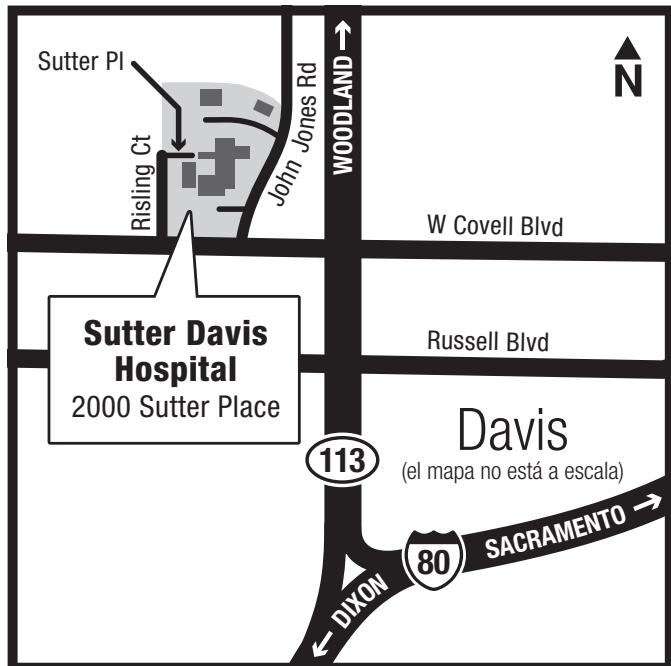 Sutter Pl
Risling Ct
John Jones Rd
WOODLAND
N
W Covell Blvd
Sutter Davis
Hospital
2000 Sutter Place
Russell Blvd
Davis
(el mapa no está a escala)
113
80
SACRAMENTO
DIXON